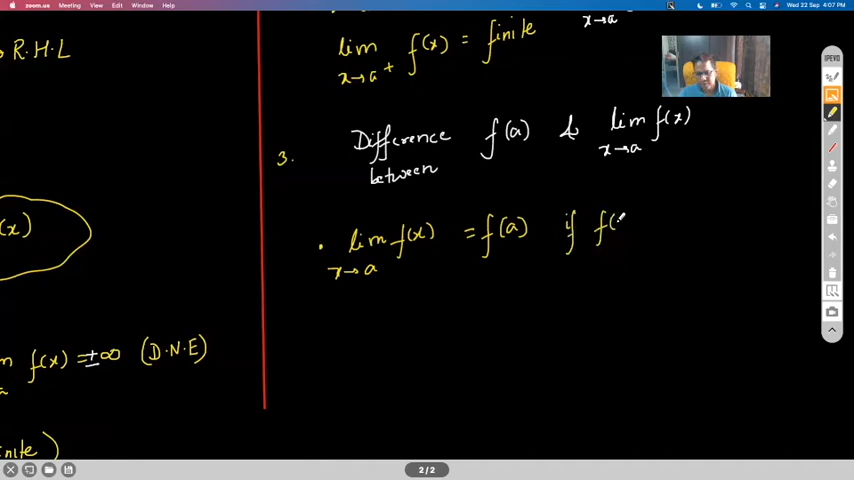 zoom.us Meeting View Edit Window Help
Wed 22 Sep 4:07 PM
R.H.L
(x)
f(x) = ±∞ (D.N.E)
a
inite)
x→a
lim f(x) = finite
x→a+
IPEVO
3. Difference between f(a) & lim f(x)
x→a
• lim f(x) = f(a) if f(
x→a
2/2